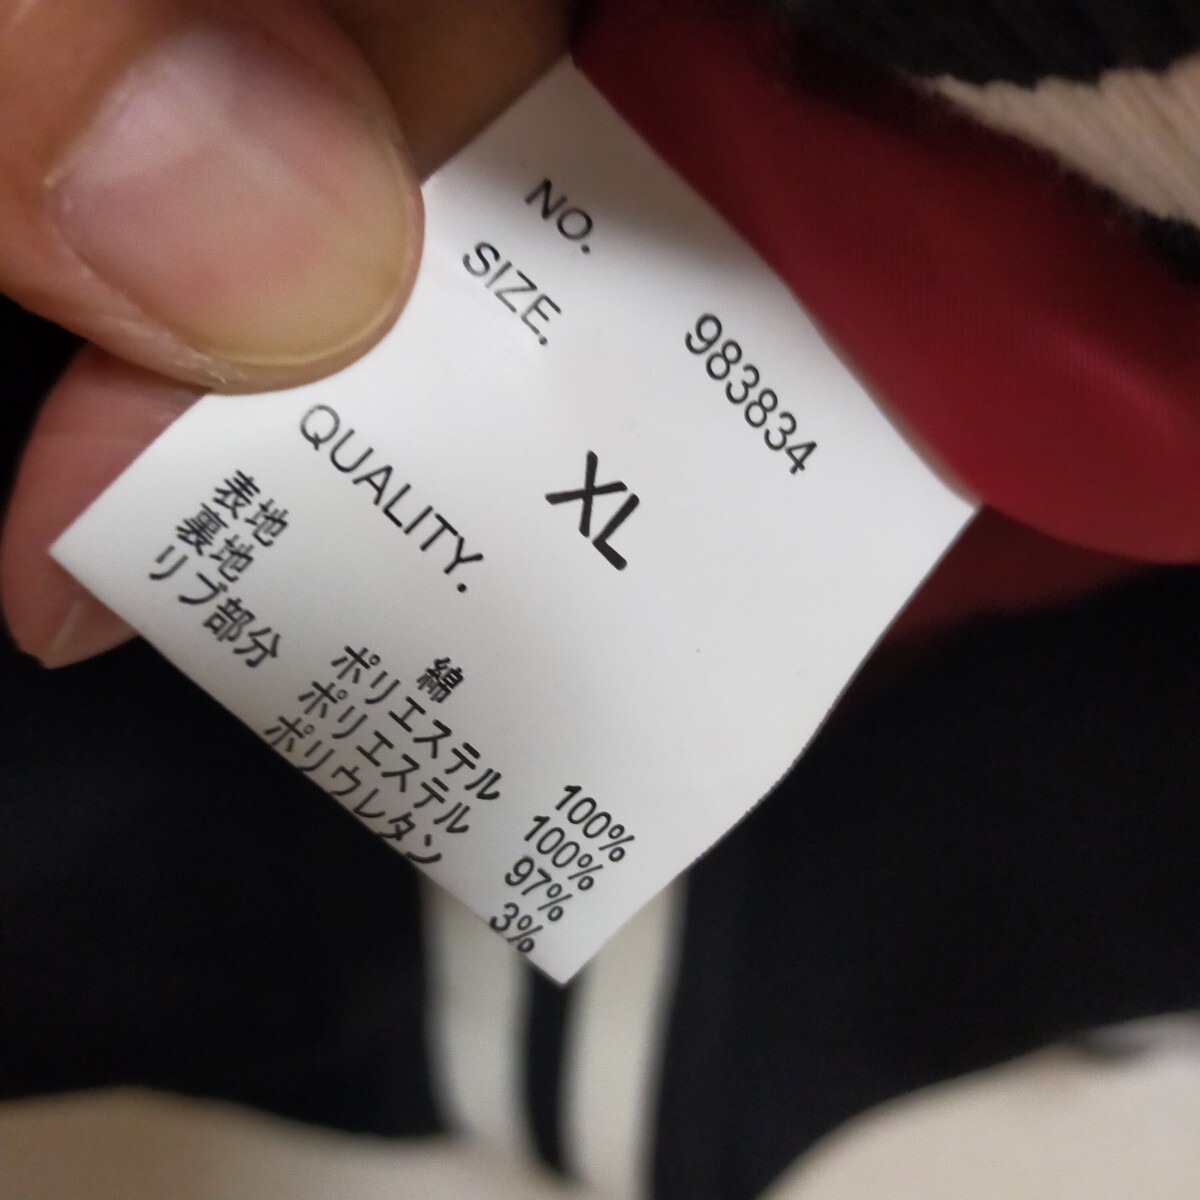 NO. 983834
SIZE. XL
QUALITY.
表地 綿 100%
裏地 ポリエステル 100%
リブ部分 ポリエステル 97%
ポリウレタン 3%